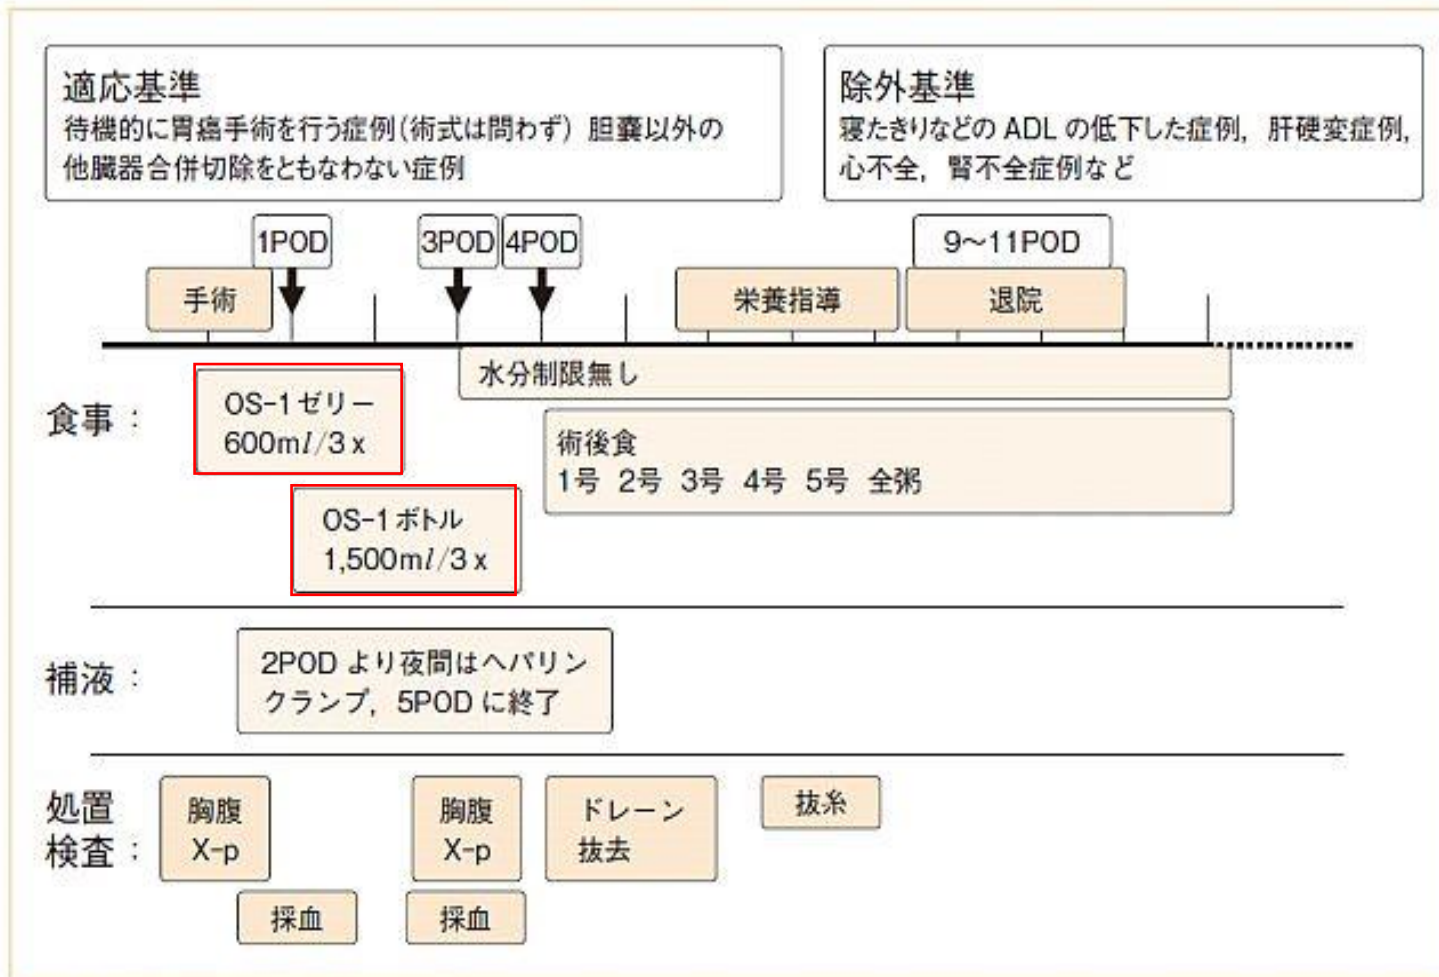 適応基準
待機的に胃癌手術を行う症例(術式は問わず) 胆嚢以外の
他臓器合併切除をともなわない症例
除外基準
寝たきりなどの ADL の低下した症例, 肝硬変症例,
心不全, 腎不全症例など
1POD
3POD
4POD
9〜11POD
手術
栄養指導
退院
水分制限無し
食事:
OS-1ゼリー
600ml/3x
術後食
1号 2号 3号 4号 5号 全粥
OS-1ボトル
1,500ml/3x
補液:
2POD より夜間はヘパリン
クランプ, 5POD に終了
処置
検査:
胸腹
X-p
胸腹
X-p
ドレーン
抜去
抜糸
採血
採血